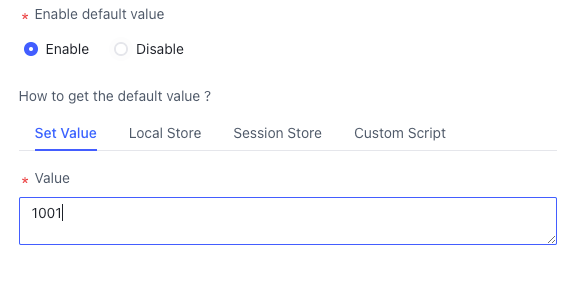 * Enable default value
Enable Disable
How to get the default value ?
Set Value Local Store Session Store Custom Script
* Value
1001